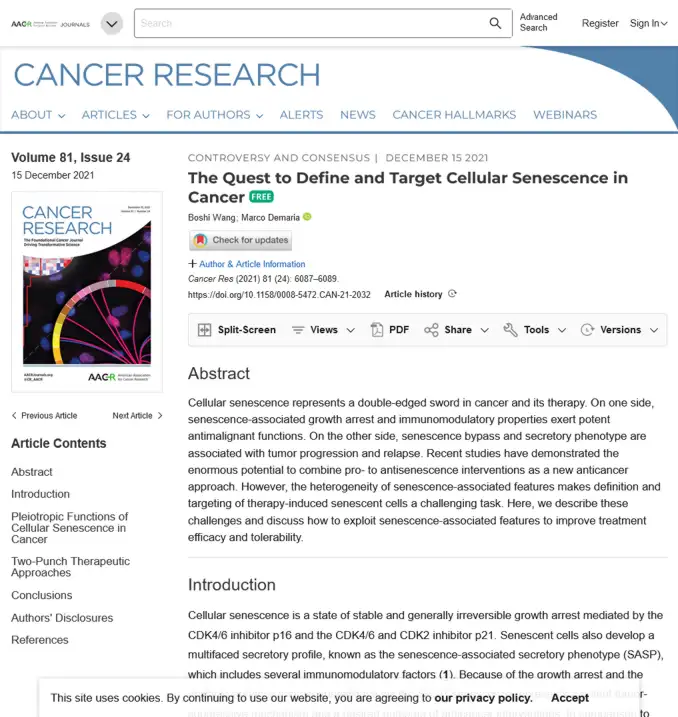 AACR
JOURNALS
Search
Advanced
Search
Register
Sign In
CANCER RESEARCH
ABOUT
ARTICLES
FOR AUTHORS
ALERTS
NEWS
CANCER HALLMARKS
WEBINARS
Volume 81, Issue 24
15 December 2021
CANCER
RESEARCH
The Foundational Cancer Journal
Driving Transformative Science
AACR
American Association
for Cancer Research
Previous Article
Next Article
Article Contents
Abstract
Introduction
Pleiotropic Functions of
Cellular Senescence in
Cancer
Two-Punch Therapeutic
Approaches
Conclusions
Authors' Disclosures
References
CONTROVERSY AND CONSENSUS | DECEMBER 15 2021
The Quest to Define and Target Cellular Senescence in
Cancer FREE
Boshi Wang; Marco Demaria
Check for updates
+ Author & Article Information
Cancer Res (2021) 81 (24): 6087–6089.
https://doi.org/10.1158/0008-5472.CAN-21-2032
Article history
Split-Screen
Views
PDF
Share
Tools
Versions
Abstract
Cellular senescence represents a double-edged sword in cancer and its therapy. On one side,
senescence-associated growth arrest and immunomodulatory properties exert potent
antimalignant functions. On the other side, senescence bypass and secretory phenotype are
associated with tumor progression and relapse. Recent studies have demonstrated the
enormous potential to combine pro- to antisenescence interventions as a new anticancer
approach. However, the heterogeneity of senescence-associated features makes definition and
targeting of therapy-induced senescent cells a challenging task. Here, we describe these
challenges and discuss how to exploit senescence-associated features to improve treatment
efficacy and tolerability.
Introduction
Cellular senescence is a state of stable and generally irreversible growth arrest mediated by the
CDK4/6 inhibitor p16 and the CDK4/6 and CDK2 inhibitor p21. Senescent cells also develop a
multifaceted secretory profile, known as the senescence-associated secretory phenotype (SASP),
which includes several immunomodulatory factors (1). Because of the growth arrest and the
This site uses cookies. By continuing to use our website, you are agreeing to our privacy policy.
Accept
to